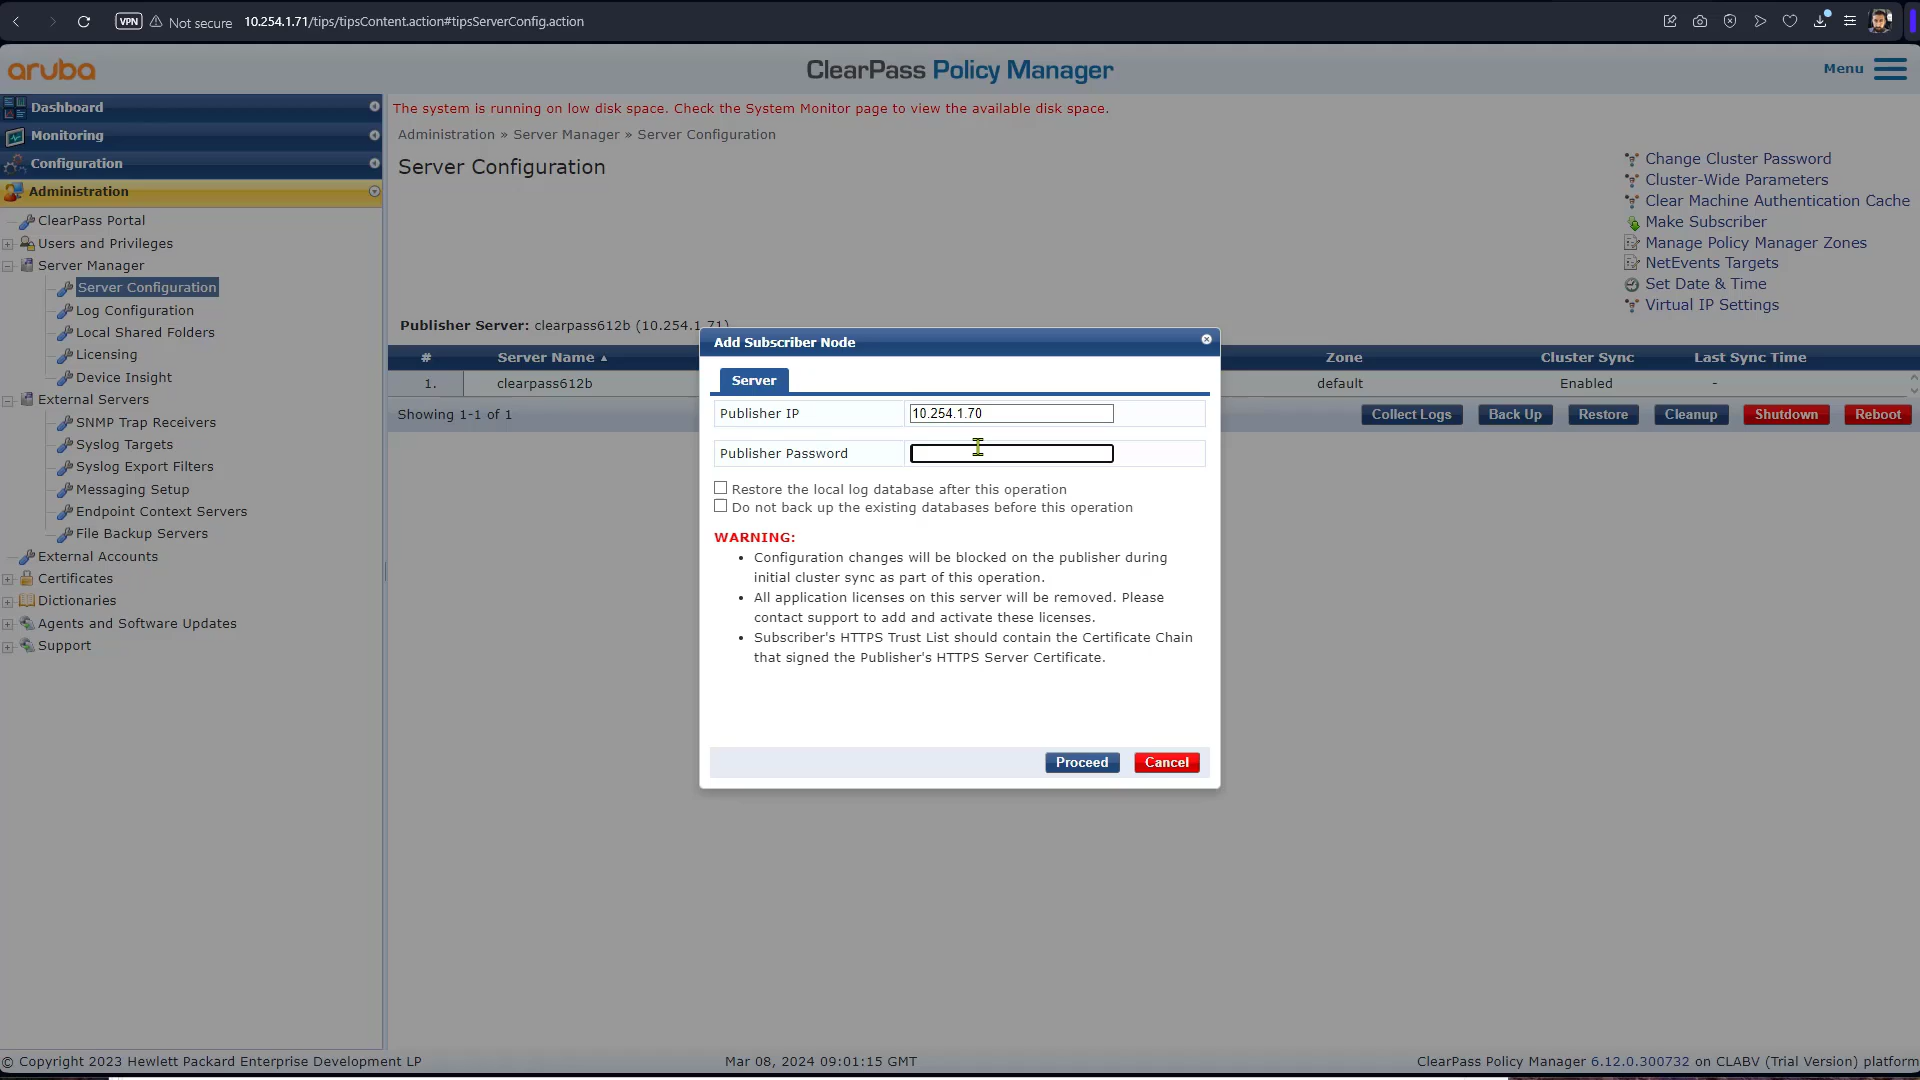 VPN Not secure 10.254.1.71/tips/tipsContent.action#tipsServerConfig.action
aruba
ClearPass Policy Manager
Menu
Dashboard
Monitoring
Configuration
Administration
ClearPass Portal
Users and Privileges
Server Manager
Server Configuration
Log Configuration
Local Shared Folders
Licensing
Device Insight
External Servers
SNMP Trap Receivers
Syslog Targets
Syslog Export Filters
Messaging Setup
Endpoint Context Servers
File Backup Servers
External Accounts
Certificates
Dictionaries
Agents and Software Updates
Support
The system is running on low disk space. Check the System Monitor page to view the available disk space.
Administration » Server Manager » Server Configuration
Server Configuration
Change Cluster Password
Cluster-Wide Parameters
Clear Machine Authentication Cache
Make Subscriber
Manage Policy Manager Zones
NetEvents Targets
Set Date & Time
Virtual IP Settings
Publisher Server: clearpass612b (10.254.1.71)
# Server Name ▲ Zone Cluster Sync Last Sync Time
1. clearpass612b default Enabled -
Showing 1-1 of 1
Collect Logs Back Up Restore Cleanup Shutdown Reboot
Add Subscriber Node
Server
Publisher IP 10.254.1.70
Publisher Password
Restore the local log database after this operation
Do not back up the existing databases before this operation
WARNING:
• Configuration changes will be blocked on the publisher during
initial cluster sync as part of this operation.
• All application licenses on this server will be removed. Please
contact support to add and activate these licenses.
• Subscriber's HTTPS Trust List should contain the Certificate Chain
that signed the Publisher's HTTPS Server Certificate.
Proceed Cancel
© Copyright 2023 Hewlett Packard Enterprise Development LP
Mar 08, 2024 09:01:15 GMT
ClearPass Policy Manager 6.12.0.300732 on CLABV (Trial Version) platform